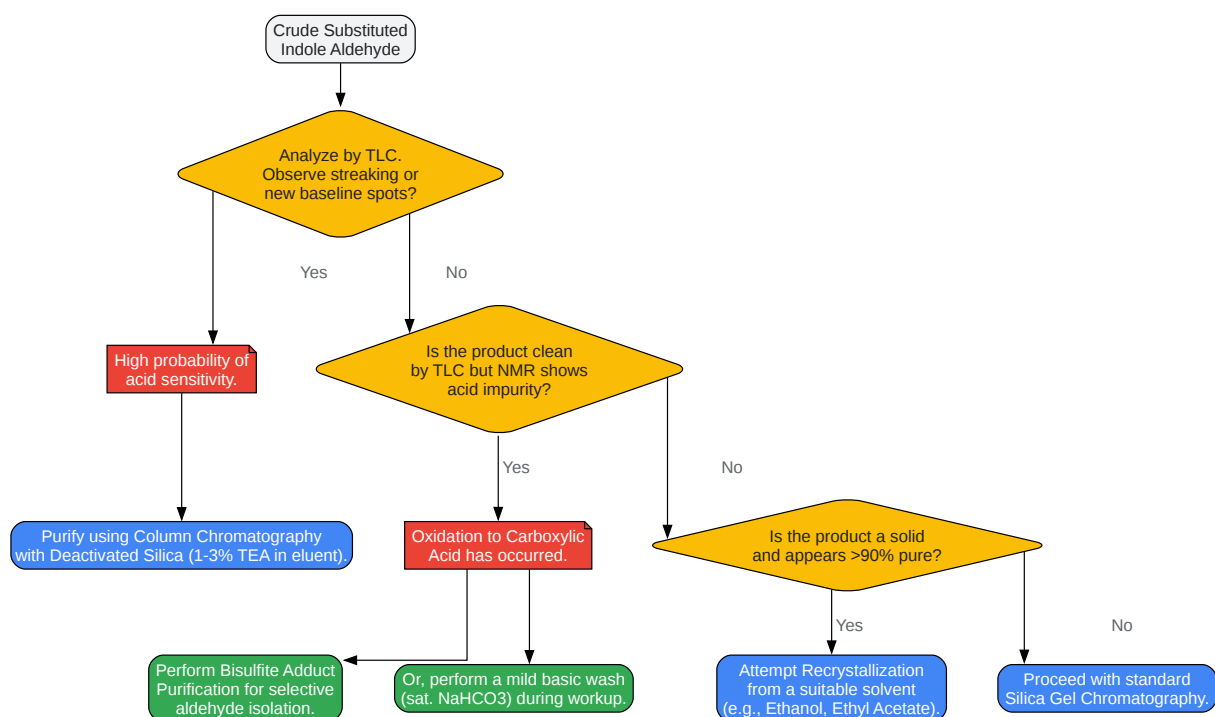 Crude Substituted
Indole Aldehyde
Analyze by TLC.
Observe streaking or
new baseline spots?
Yes
No
High probability of
acid sensitivity.
Is the product clean
by TLC but NMR shows
acid impurity?
Yes
No
Purify using Column Chromatography
with Deactivated Silica (1-3% TEA in eluent).
Oxidation to Carboxylic
Acid has occurred.
Is the product a solid
and appears >90% pure?
Yes
No
Perform Bisulfite Adduct
Purification for selective
aldehyde isolation.
Or, perform a mild basic wash
(sat. NaHCO3) during workup.
Attempt Recrystallization
from a suitable solvent
(e.g., Ethanol, Ethyl Acetate).
Proceed with standard
Silica Gel Chromatography.